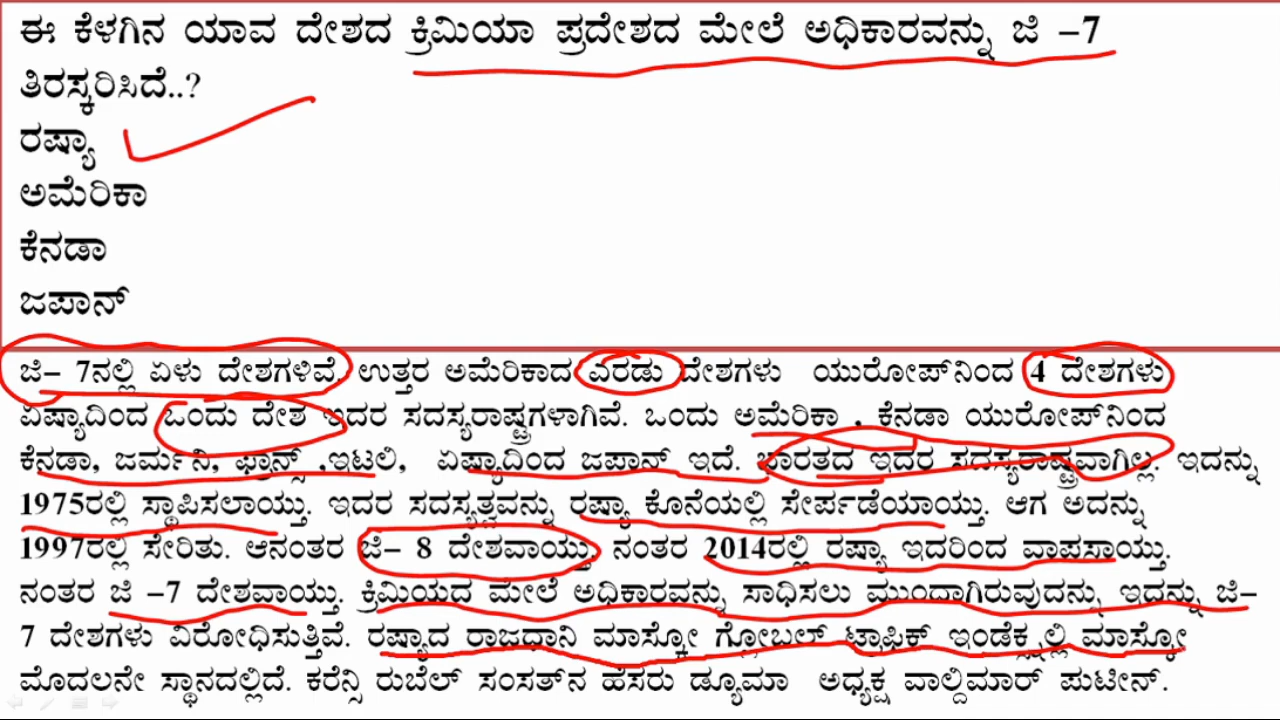 ಈ ಕೆಳಗಿನ ಯಾವ ದೇಶದ ಕ್ರಿಮಿಯಾ ಪ್ರದೇಶದ ಮೇಲೆ ಅಧಿಕಾರವನ್ನು ಜಿ –7
ತಿರಸ್ಕರಿಸಿದೆ..?
ರಷ್ಯಾ
ಅಮೆರಿಕಾ
ಕೆನಡಾ
ಜಪಾನ್
ಜಿ– 7ನಲ್ಲಿ ಏಳು ದೇಶಗಳಿವೆ. ಉತ್ತರ ಅಮೆರಿಕಾದ ಎರಡು ದೇಶಗಳು ಯುರೋಪ್‌ನಿಂದ 4 ದೇಶಗಳು
ಏಷ್ಯಾದಿಂದ ಒಂದು ದೇಶ ಇದರ ಸದಸ್ಯರಾಷ್ಟ್ರಗಳಾಗಿವೆ. ಒಂದು ಅಮೆರಿಕಾ , ಕೆನಡಾ ಯುರೋಪ್‌ನಿಂದ
ಕೆನಡಾ, ಜರ್ಮನಿ, ಫ್ರಾನ್ಸ್ ,ಇಟಲಿ, ಏಷ್ಯಾದಿಂದ ಜಪಾನ್ ಇದೆ. ಭಾರತದ ಇದರ ಸದಸ್ಯರಾಷ್ಟ್ರವಾಗಿಲ್ಲ. ಇದನ್ನು
1975ರಲ್ಲಿ ಸ್ಥಾಪಿಸಲಾಯ್ತು. ಇದರ ಸದಸ್ಯತ್ವವನ್ನು ರಷ್ಯಾ ಕೊನೆಯಲ್ಲಿ ಸೇರ್ಪಡೆಯಾಯ್ತು. ಆಗ ಅದನ್ನು
1997ರಲ್ಲಿ ಸೇರಿತು. ಆನಂತರ ಜಿ– 8 ದೇಶವಾಯ್ತು. ನಂತರ 2014ರಲ್ಲಿ ರಷ್ಯಾ ಇದರಿಂದ ವಾಪಸಾಯ್ತು.
ನಂತರ ಜಿ –7 ದೇಶವಾಯ್ತು. ಕ್ರಿಮಿಯದ ಮೇಲೆ ಅಧಿಕಾರವನ್ನು ಸಾಧಿಸಲು ಮುಂದಾಗಿರುವುದನ್ನು ಇದನ್ನು ಜಿ–
7 ದೇಶಗಳು ವಿರೋಧಿಸುತ್ತಿವೆ. ರಷ್ಯಾದ ರಾಜಧಾನಿ ಮಾಸ್ಕೋ ಗ್ಲೋಬಲ್ ಟ್ರಾಫಿಕ್ ಇಂಡೆಕ್ಸ್ನಲ್ಲಿ ಮಾಸ್ಕೋ
ಮೊದಲನೇ ಸ್ಥಾನದಲ್ಲಿದೆ. ಕರೆನ್ಸಿ ರುಬೆಲ್ ಸಂಸತ್‌ನ ಹೆಸರು ಡ್ಯೂಮಾ ಅಧ್ಯಕ್ಷ ವಾಲ್ದಿಮಾರ್ ಪುಟೀನ್.